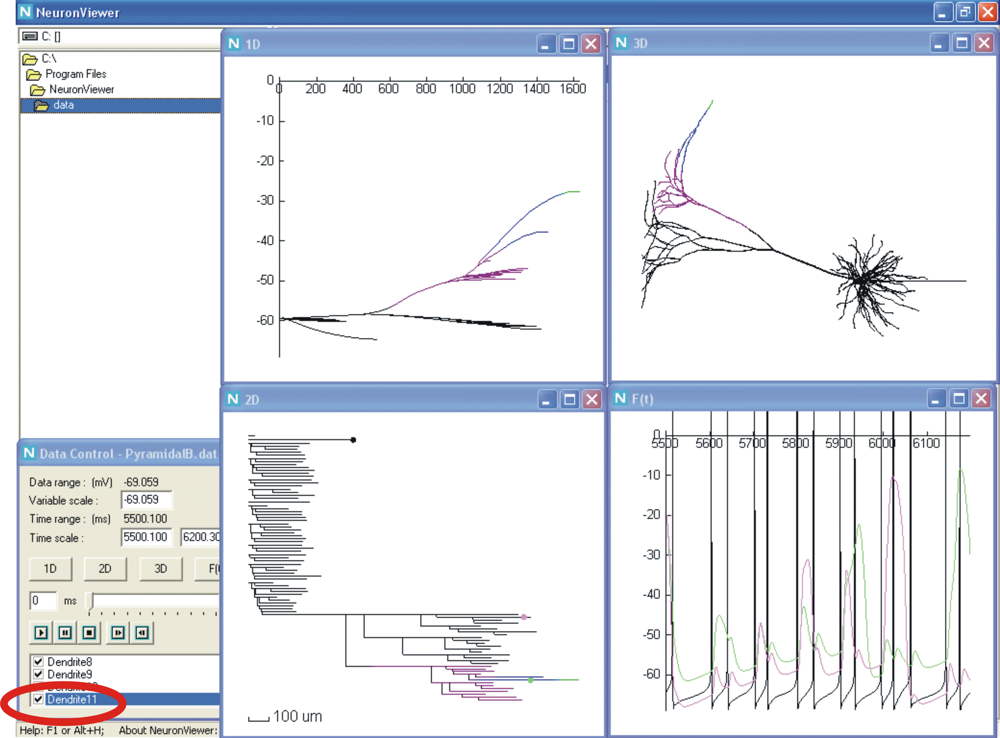 N NeuronViewer
C: []
C:\
Program Files
NeuronViewer
data
N 1D
0
0 200 400 600 800 1000 1200 1400 1600
-10
-20
-30
-40
-50
-60
N 3D
N 2D
100 um
N F(t)
0
5500 5600 5700 5800 5900 6000 6100
-10
-20
-30
-40
-50
-60
N Data Control - PyramidalB.dat
Data range : (mV) -69.059
Variable scale : -69.059
Time range : (ms) 5500.100
Time scale : 5500.100 6200.30
1D 2D 3D F(
0 ms
Dendrite8
Dendrite9
Dendrite11
Help: F1 or Alt+H; About NeuronViewer: